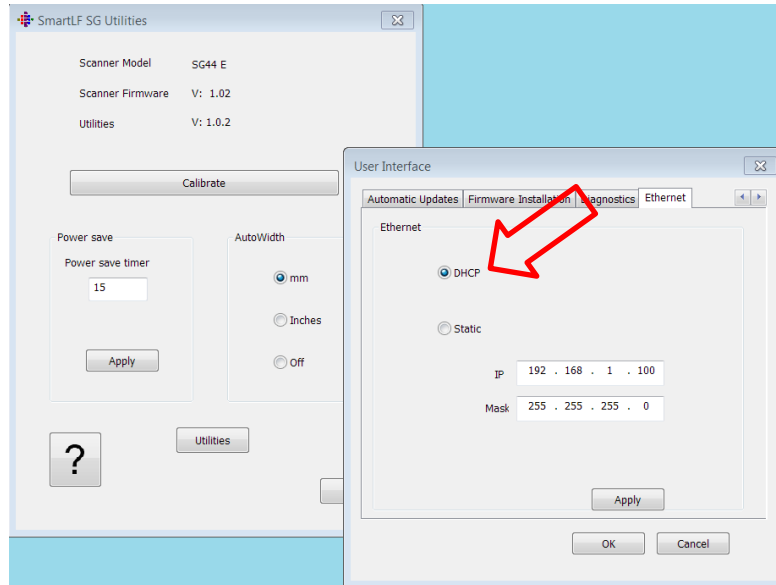 SmartLF SG Utilities
Scanner Model SG44 E
Scanner Firmware V: 1.02
Utilities V: 1.0.2
Calibrate
Power save
Power save timer
15
Apply
AutoWidth
mm
Inches
Off
?
Utilities
User Interface
Automatic Updates Firmware Installation Diagnostics Ethernet
Ethernet
DHCP
Static
IP 192 . 168 . 1 . 100
Mask 255 . 255 . 255 . 0
Apply
OK Cancel